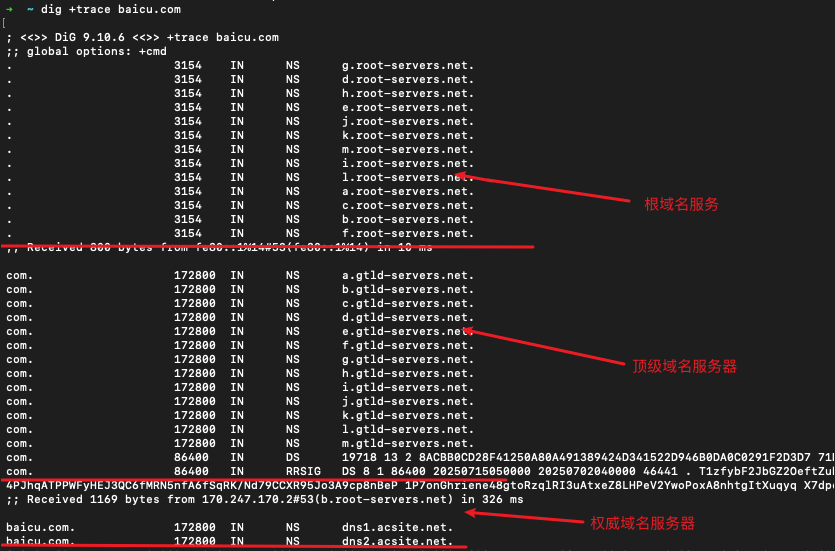 → ~ dig +trace baicu.com
[
; <<>> DiG 9.10.6 <<>> +trace baicu.com
;; global options: +cmd
. 3154 IN NS g.root-servers.net.
. 3154 IN NS d.root-servers.net.
. 3154 IN NS h.root-servers.net.
. 3154 IN NS e.root-servers.net.
. 3154 IN NS j.root-servers.net.
. 3154 IN NS k.root-servers.net.
. 3154 IN NS m.root-servers.net.
. 3154 IN NS i.root-servers.net.
. 3154 IN NS l.root-servers.net.
. 3154 IN NS a.root-servers.net.
. 3154 IN NS c.root-servers.net.
根域名服务
. 3154 IN NS b.root-servers.net.
. 3154 IN NS f.root-servers.net.
;; Received 800 bytes from fe80::1%14#53(fe80::1%14) in 10 ms
com. 172800 IN NS a.gtld-servers.net.
com. 172800 IN NS b.gtld-servers.net.
com. 172800 IN NS c.gtld-servers.net.
com. 172800 IN NS d.gtld-servers.net.
com. 172800 IN NS e.gtld-servers.net.
com. 172800 IN NS f.gtld-servers.net.
com. 172800 IN NS g.gtld-servers.net.
顶级域名服务器
com. 172800 IN NS h.gtld-servers.net.
com. 172800 IN NS i.gtld-servers.net.
com. 172800 IN NS j.gtld-servers.net.
com. 172800 IN NS k.gtld-servers.net.
com. 172800 IN NS l.gtld-servers.net.
com. 172800 IN NS m.gtld-servers.net.
com. 86400 IN DS 19718 13 2 8ACBB0CD28F41250A80A491389424D341522D946B0DA0C0291F2D3D7 71
com. 86400 IN RRSIG DS 8 1 86400 20250715050000 20250702040000 46441 . T1zfybF2JbGZ2OeftZu
4PJhqATPPWFyHEJ3QC6fMRN5nfA6fSqRK/Nd79CCXR95Jo3A9cp8nBeP 1P7onGhriene48gtoRzqlRI3uAtxeZ8LHPeV2YwoPoxA8nhtgItXuqyq X7dp
;; Received 1169 bytes from 170.247.170.2#53(b.root-servers.net) in 326 ms
权威域名服务器
baicu.com. 172800 IN NS dns1.acsite.net.
baicu.com. 172800 IN NS dns2.acsite.net.